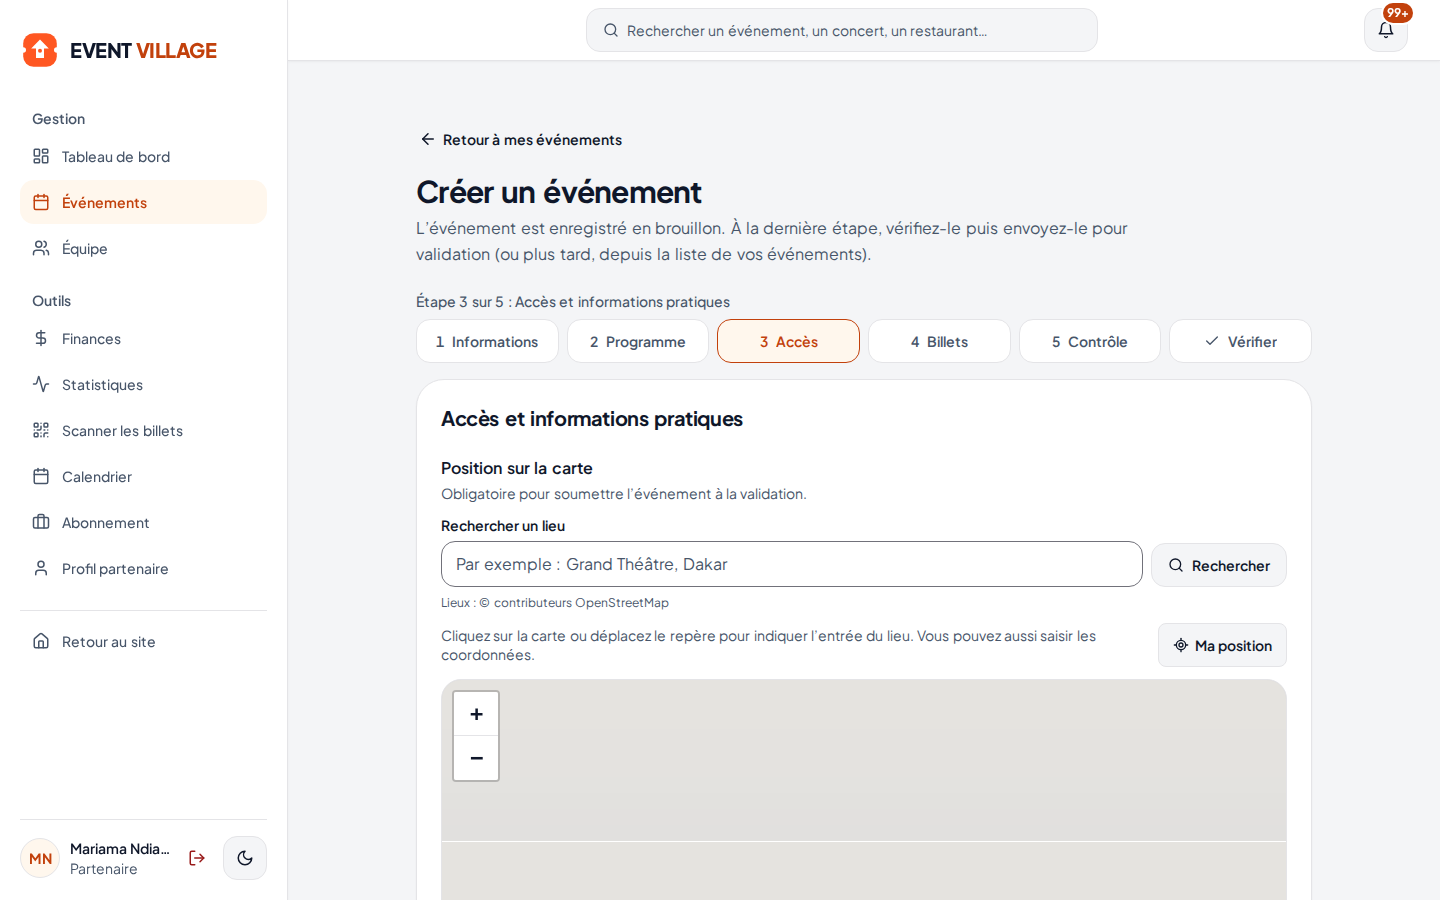 EVENT VILLAGE
Rechercher un événement, un concert, un restaurant...
99+
Gestion
Tableau de bord
Événements
Équipe
Outils
Finances
Statistiques
Scanner les billets
Calendrier
Abonnement
Profil partenaire
Retour au site
MN
Mariama Ndia...
Partenaire
Retour à mes événements
Créer un événement
L'événement est enregistré en brouillon. À la dernière étape, vérifiez-le puis envoyez-le pour
validation (ou plus tard, depuis la liste de vos événements).
Étape 3 sur 5 : Accès et informations pratiques
1 Informations
2 Programme
3 Accès
4 Billets
5 Contrôle
Vérifier
Accès et informations pratiques
Position sur la carte
Obligatoire pour soumettre l'événement à la validation.
Rechercher un lieu
Par exemple : Grand Théâtre, Dakar
Rechercher
Lieux : © contributeurs OpenStreetMap
Cliquez sur la carte ou déplacez le repère pour indiquer l'entrée du lieu. Vous pouvez aussi saisir les
coordonnées.
Ma position
+
−